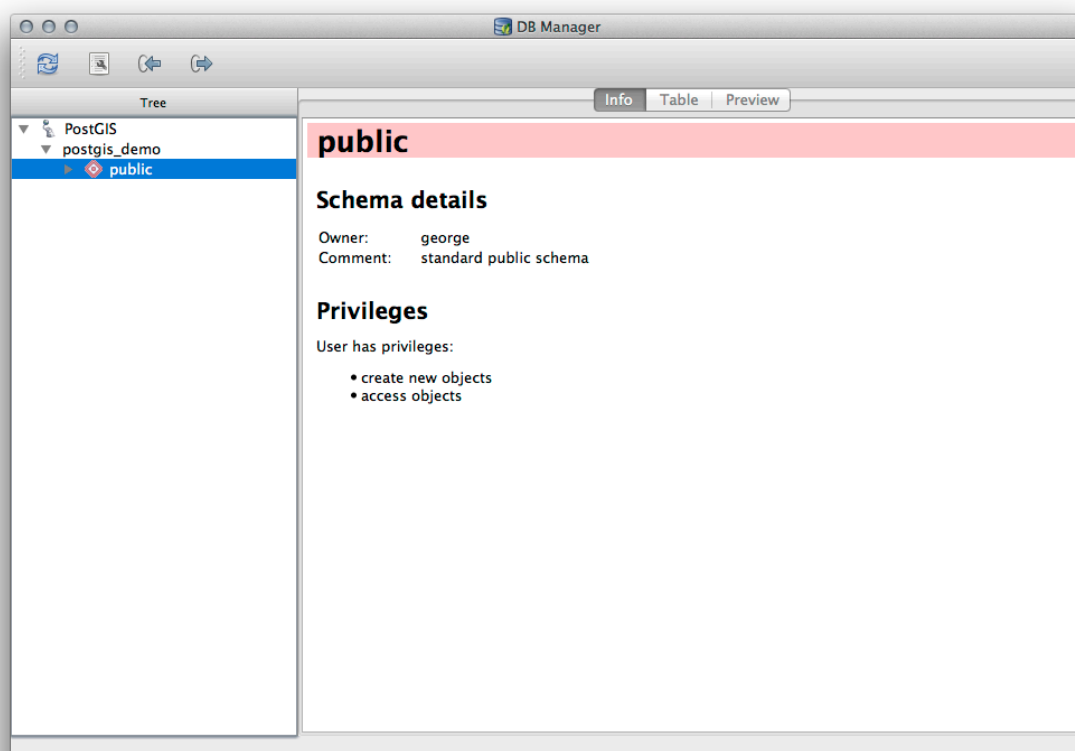 DB Manager
Tree
Info Table Preview
PostGIS
postgis_demo
public
public
Schema details
Owner: george
Comment: standard public schema
Privileges
User has privileges:
• create new objects
• access objects